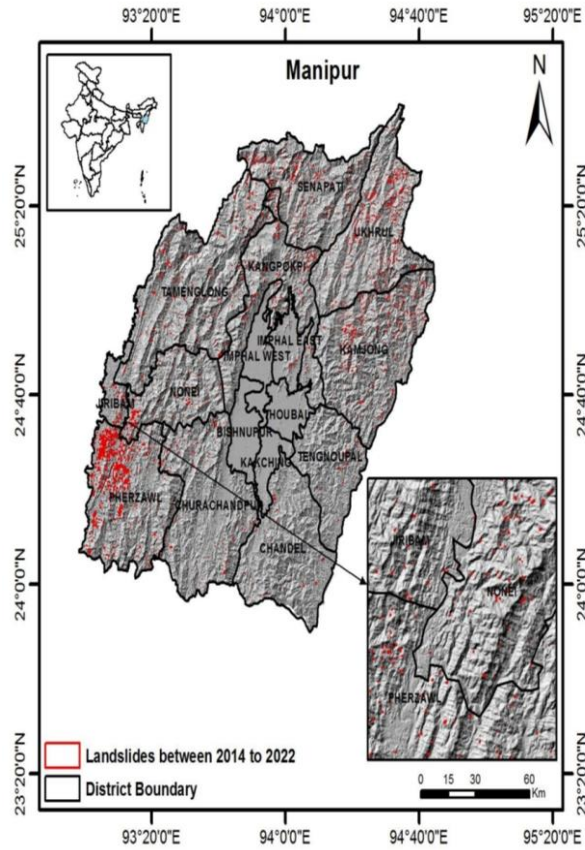 93°20'0"E 94°0'0"E 94°40'0"E 95°20'0"E
Manipur
N
25°20'0"N
25°20'0"N
SENAPATI
UKHRUL
KANGPOKPI
TAMENGLONG
IMPHAL EAST
IMPHAL WEST
KAMJONG
24°40'0"N
24°40'0"N
NONEI
JIRIBAM
THOUBAL
BISHNUPUR
TENGNOUPAL
KAKCHING
PHERZAWL
CHURACHANDPUR
CHANDEL
24°0'0"N
24°0'0"N
JIRIBAM
NONEI
PHERZAWL
Landslides between 2014 to 2022
District Boundary
0 15 30 60
Km
23°20'0"N
23°20'0"N
93°20'0"E 94°0'0"E 94°40'0"E 95°20'0"E